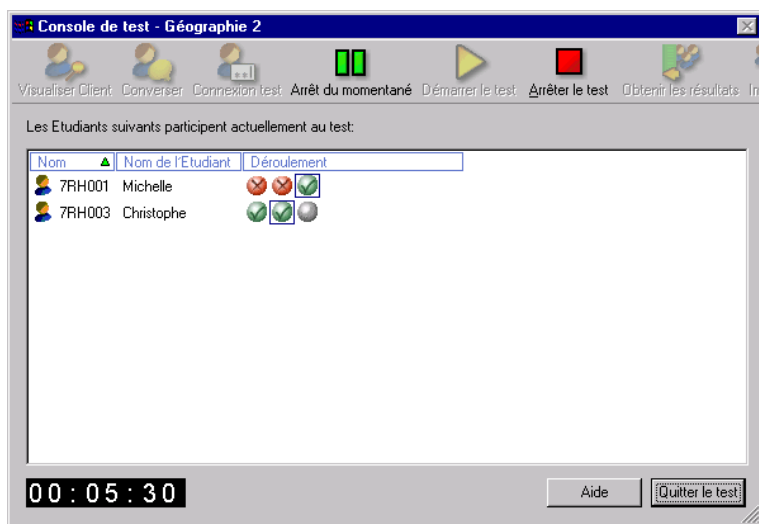 Console de test - Géographie 2
Visualiser Client Converser Connexion test Arrêt du momentané Démarrer le test Arrêter le test Obtenir les résultats
Les Etudiants suivants participent actuellement au test:
Nom Nom de l'Etudiant Déroulement
7RH001 Michelle
7RH003 Christophe
00:05:30
Aide Quitter le test